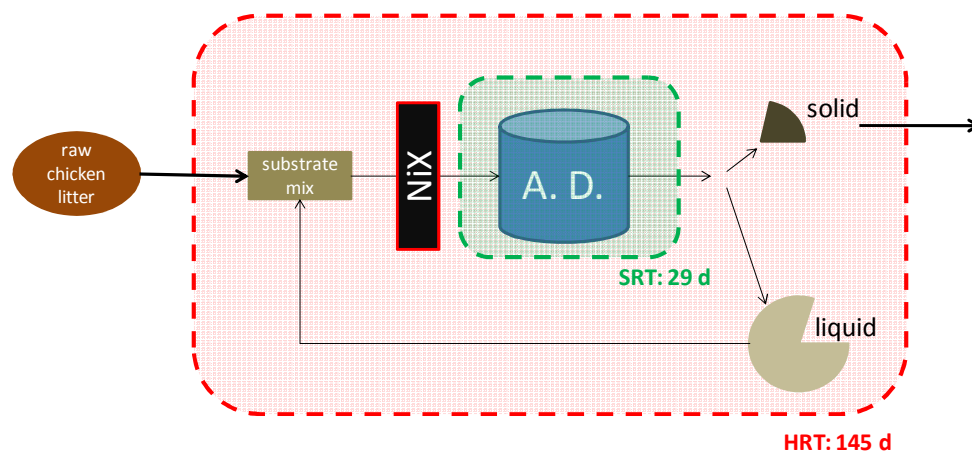 raw
chicken
litter
substrate
mix
NiX
A. D.
SRT: 29 d
solid
liquid
HRT: 145 d